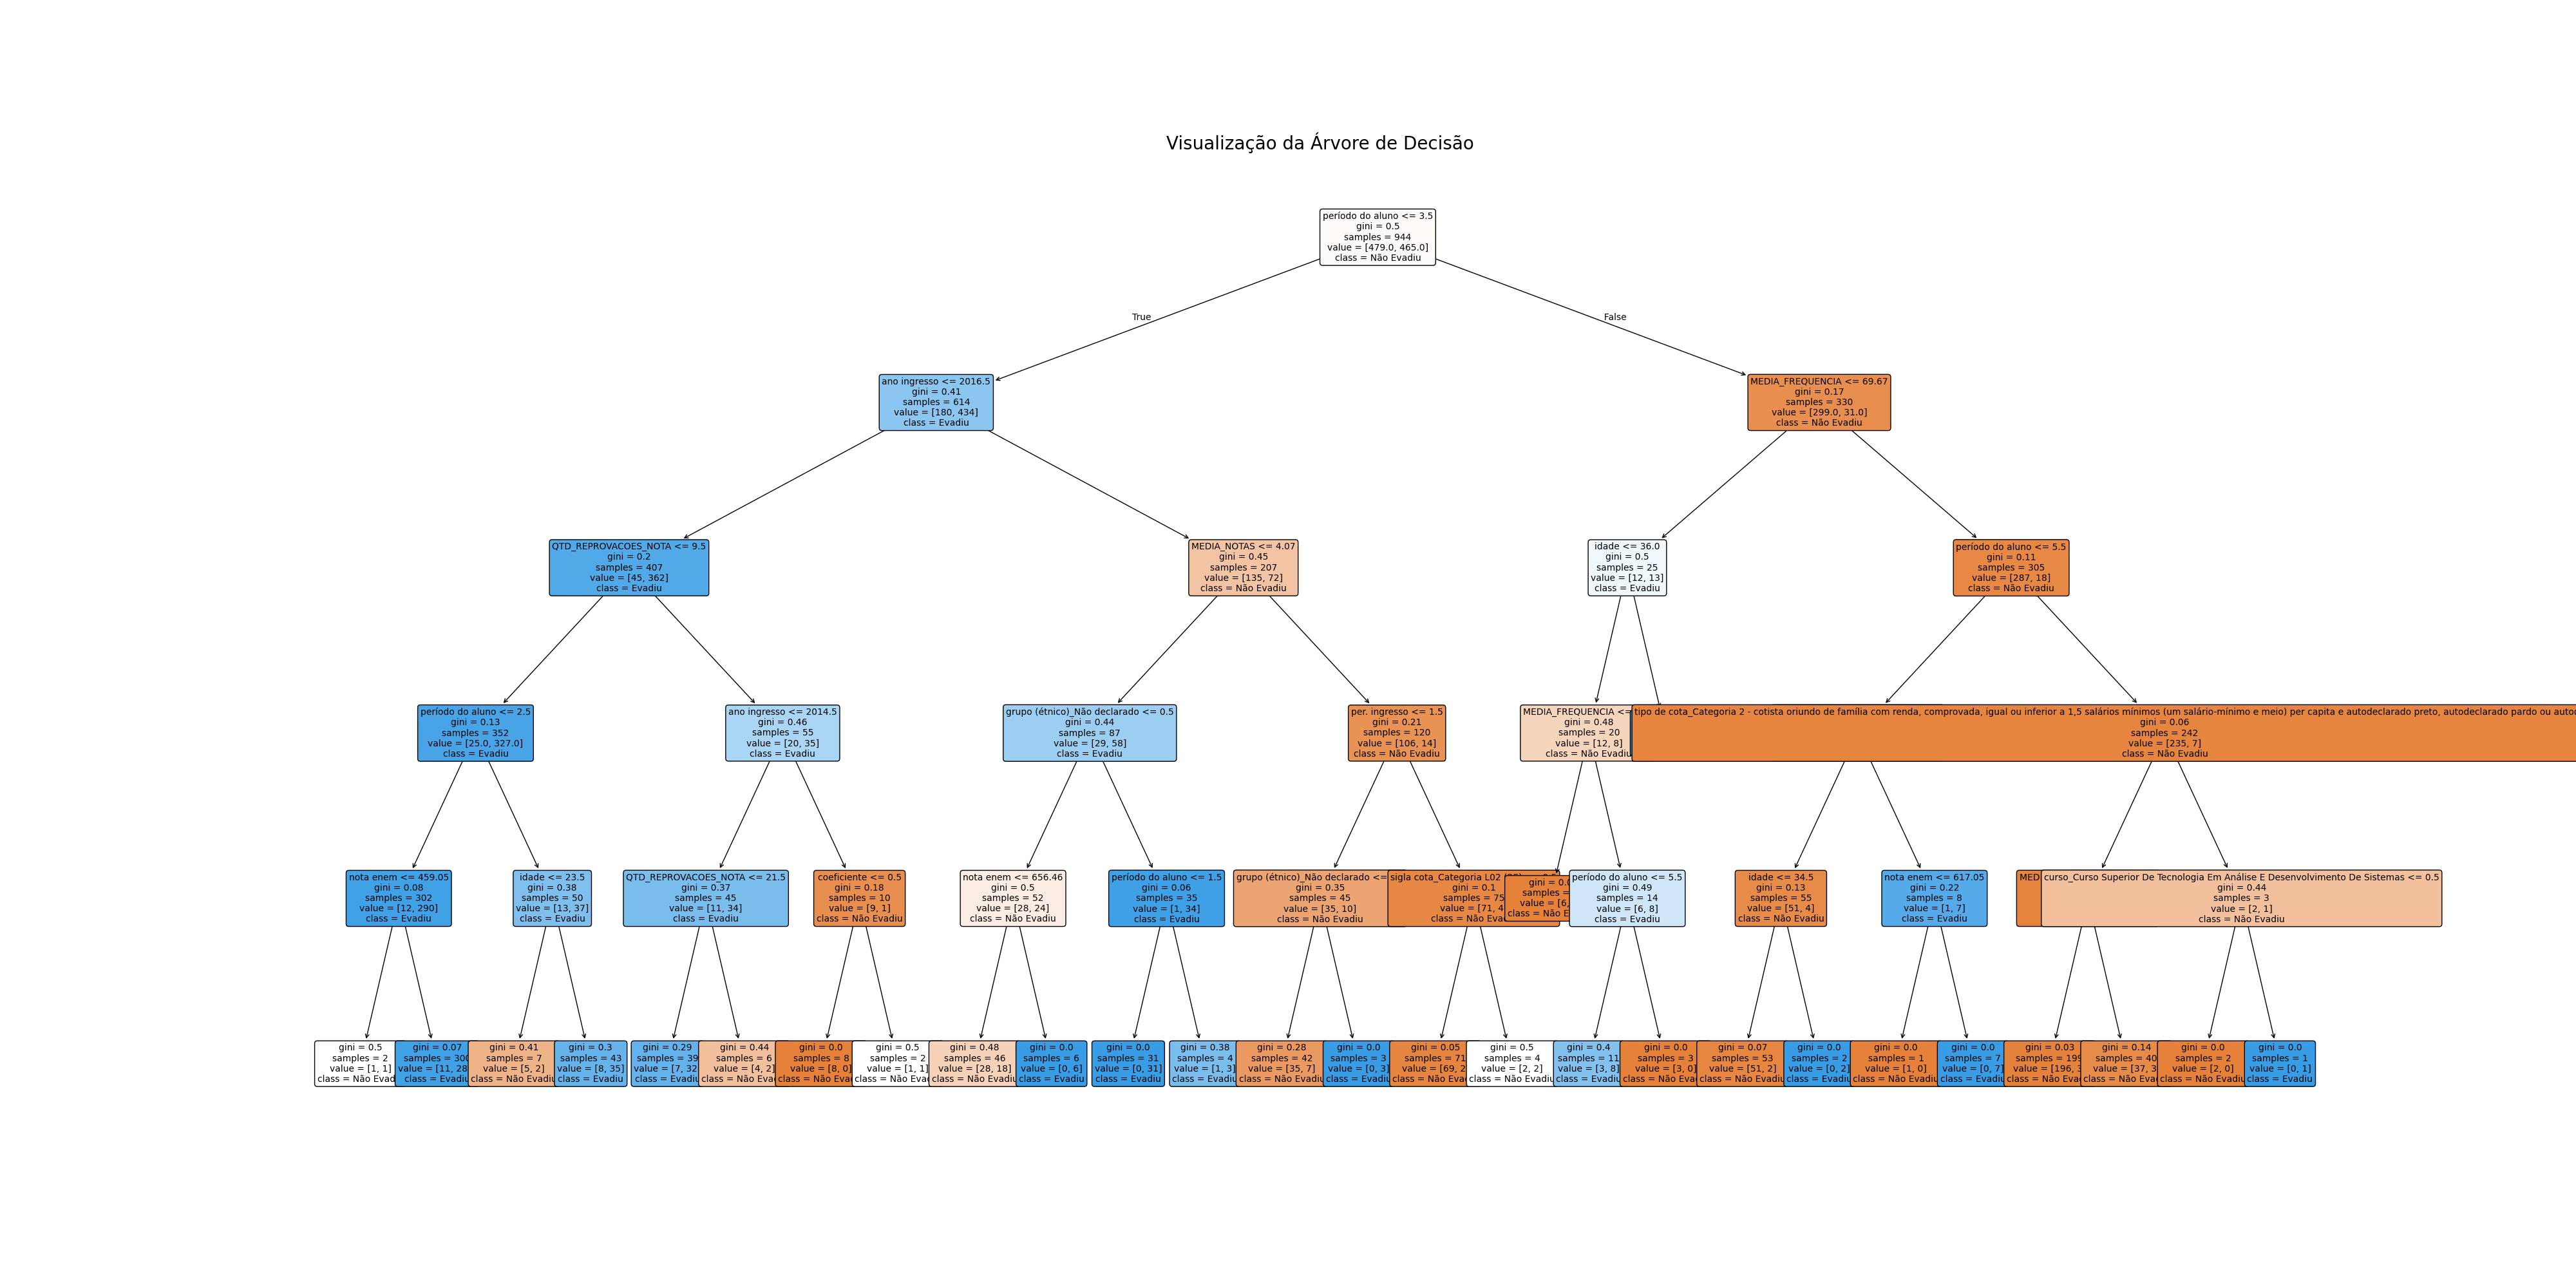 Visualização da Árvore de Decisão
período do aluno <= 3.5
gini = 0.5
samples = 944
value = [479.0, 465.0]
class = Não Evadiu
True
False
ano ingresso <= 2016.5
gini = 0.41
samples = 614
value = [180, 434]
class = Evadiu
MEDIA_FREQUENCIA <= 69.67
gini = 0.17
samples = 330
value = [299.0, 31.0]
class = Não Evadiu
QTD_REPROVACOES_NOTA <= 9.5
gini = 0.2
samples = 407
value = [45, 362]
class = Evadiu
MEDIA_NOTAS <= 4.07
gini = 0.45
samples = 207
value = [135, 72]
class = Não Evadiu
idade <= 36.0
gini = 0.5
samples = 25
value = [12, 13]
class = Evadiu
período do aluno <= 5.5
gini = 0.11
samples = 305
value = [287, 18]
class = Não Evadiu
período do aluno <= 2.5
gini = 0.13
samples = 352
value = [25.0, 327.0]
class = Evadiu
ano ingresso <= 2014.5
gini = 0.46
samples = 55
value = [20, 35]
class = Evadiu
grupo (étnico)_Não declarado <= 0.5
gini = 0.44
samples = 87
value = [29, 58]
class = Evadiu
per. ingresso <= 1.5
gini = 0.21
samples = 120
value = [106, 14]
class = Não Evadiu
MEDIA_FREQUENCIA <=
gini = 0.48
samples = 20
value = [12, 8]
class = Não Evadiu
tipo de cota_Categoria 2 - cotista oriundo de família com renda, comprovada, igual ou inferior a 1,5 salários mínimos (um salário-mínimo e meio) per capita e autodeclarado preto, autodeclarado pardo ou
gini = 0.06
samples = 242
value = [235, 7]
class = Não Evadiu
nota enem <= 459.05
gini = 0.08
samples = 302
value = [12, 290]
class = Evadiu
idade <= 23.5
gini = 0.38
samples = 50
value = [13, 37]
class = Evadiu
QTD_REPROVACOES_NOTA <= 21.5
gini = 0.37
samples = 45
value = [11, 34]
class = Evadiu
coeficiente <= 0.5
gini = 0.18
samples = 10
value = [9, 1]
class = Não Evadiu
nota enem <= 656.46
gini = 0.5
samples = 52
value = [28, 24]
class = Não Evadiu
período do aluno <= 1.5
gini = 0.06
samples = 35
value = [1, 34]
class = Evadiu
grupo (étnico)_Não declarado <=
gini = 0.35
samples = 45
value = [35, 10]
class = Não Evadiu
sigla cota_Categoria L02
gini = 0.1
samples = 75
value = [71, 4
class = Não
gini =
samples =
value = [6,
class = Não
período do aluno <= 5.5
gini = 0.49
samples = 14
value = [6, 8]
class = Evadiu
idade <= 34.5
gini = 0.13
samples = 55
value = [51, 4]
class = Não Evadiu
nota enem <= 617.05
gini = 0.22
samples = 8
value = [1, 7]
class = Evadiu
MED
curso_Curso Superior De Tecnologia Em Análise E Desenvolvimento De Sistemas <= 0.5
gini = 0.44
samples = 3
value = [2, 1]
class = Não Evadiu
gini = 0.5
samples = 2
value = [1, 1]
class = Não
gini = 0.07
samples = 300
value = [11,
class = Evadiu
gini = 0.41
samples = 7
value = [5, 2]
class = Não Evadiu
gini = 0.3
samples = 43
value = [8, 35]
class = Evadiu
gini = 0.29
samples = 39
value = [7, 32
class = Evadiu
gini = 0.44
samples = 6
value = [4, 2]
class = Não
gini = 0.0
samples = 8
value = [8, 0]
class = Não
gini = 0.5
samples = 2
value = [1, 1]
class = Não
gini = 0.48
samples = 46
value = [28, 18]
class = Não Evadiu
gini = 0.0
samples = 6
value = [0, 6]
class = Evadiu
gini = 0.0
samples = 31
value = [0, 31]
class = Evadiu
gini = 0.38
samples = 4
value = [1, 3]
class = Evadiu
gini = 0.28
samples = 42
value = [35, 7]
class = Não Evadiu
gini = 0.0
samples = 3
value = [0, 3]
class = Evadiu
gini = 0.05
samples = 71
value = [69, 2
class = Não
gini = 0.5
samples = 4
value = [2, 2]
class = Não Evadiu
gini = 0.4
samples = 11
value = [3, 8]
class = Evadiu
gini = 0.0
samples = 3
value = [3, 0]
class = Não
gini = 0.07
samples = 53
value = [51, 2]
class = Não Evadiu
gini = 0.0
samples = 2
value = [0, 2]
class = Evadiu
gini = 0.0
samples = 1
value = [1, 0]
class = Não Evadiu
gini = 0.0
samples = 7
value = [0, 7]
class = Evadiu
gini = 0.03
samples = 199
value = [196, 3
class = Não
gini = 0.14
samples = 40
value = [37, 3
class = Não
gini = 0.0
samples = 2
value = [2, 0]
class = Não Evadiu
gini = 0.0
samples = 1
value = [0, 1]
class = Evadiu